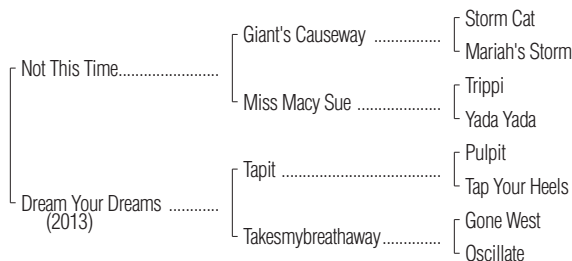 Storm Cat
Giant's Causeway ..................
Mariah's Storm
Not This Time............................
Trippi
Miss Macy Sue .......................
Yada Yada
Pulpit
Tapit ............................................
Tap Your Heels
Dream Your Dreams ..............
(2013)
Gone West
Takesmybreathaway...............
Oscillate